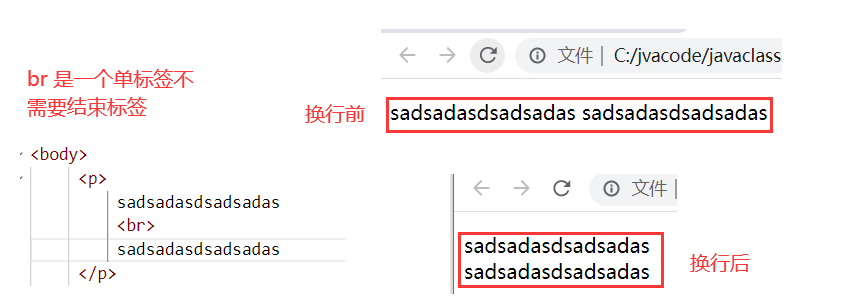 br 是一个单标签不
需要结束标签
<body>
<p>
sadsadasdsadsadas
<br>
sadsadasdsadsadas
</p>
文件 | C:/jvacode/javaclass
换行前
sadsadasdsadsadas sadsadasdsadsadas
文件 |
sadsadasdsadsadas
sadsadasdsadsadas
换行后